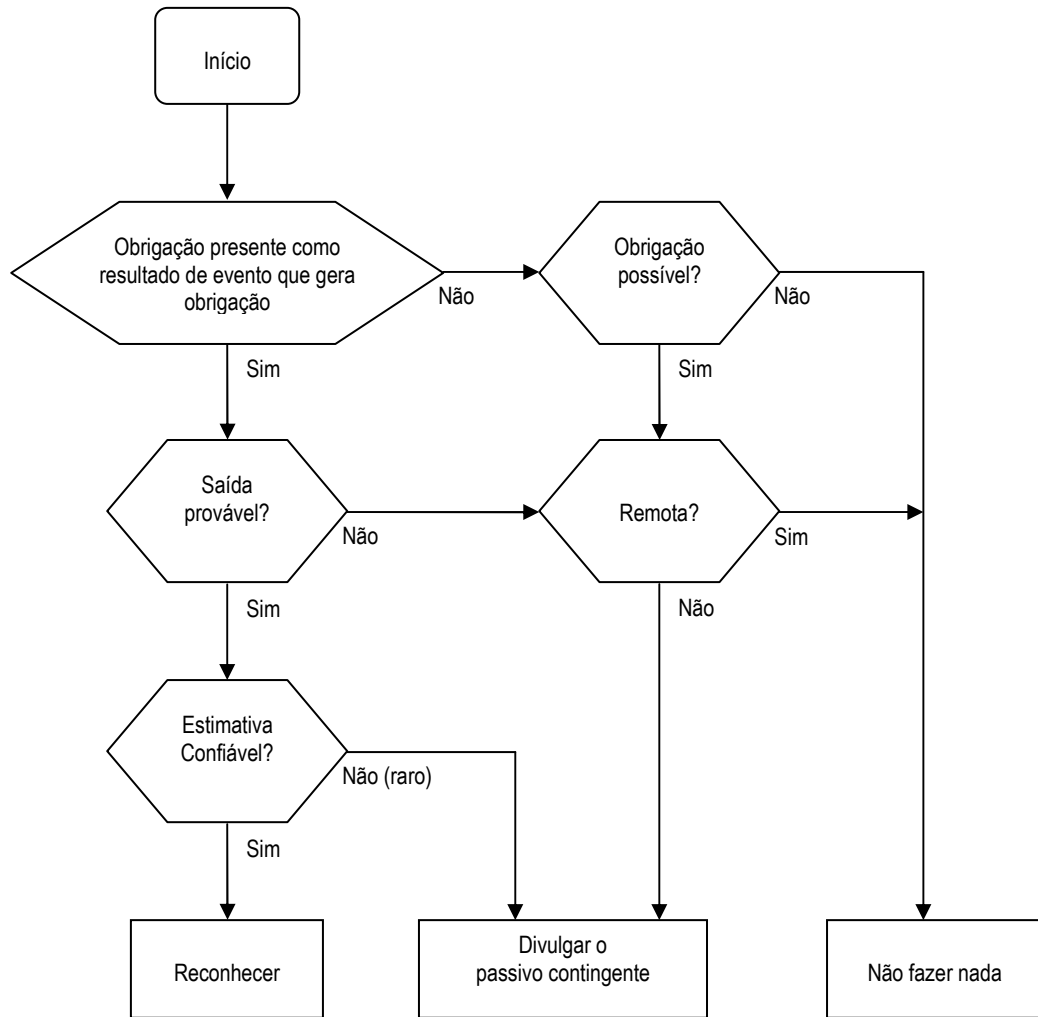 Início
Obrigação presente como
resultado de evento que gera
obrigação
Não
Obrigação
possível?
Não
Sim
Sim
Saída
provável?
Não
Remota?
Sim
Sim
Não
Estimativa
Confiável?
Não (raro)
Sim
Reconhecer
Divulgar o
passivo contingente
Não fazer nada